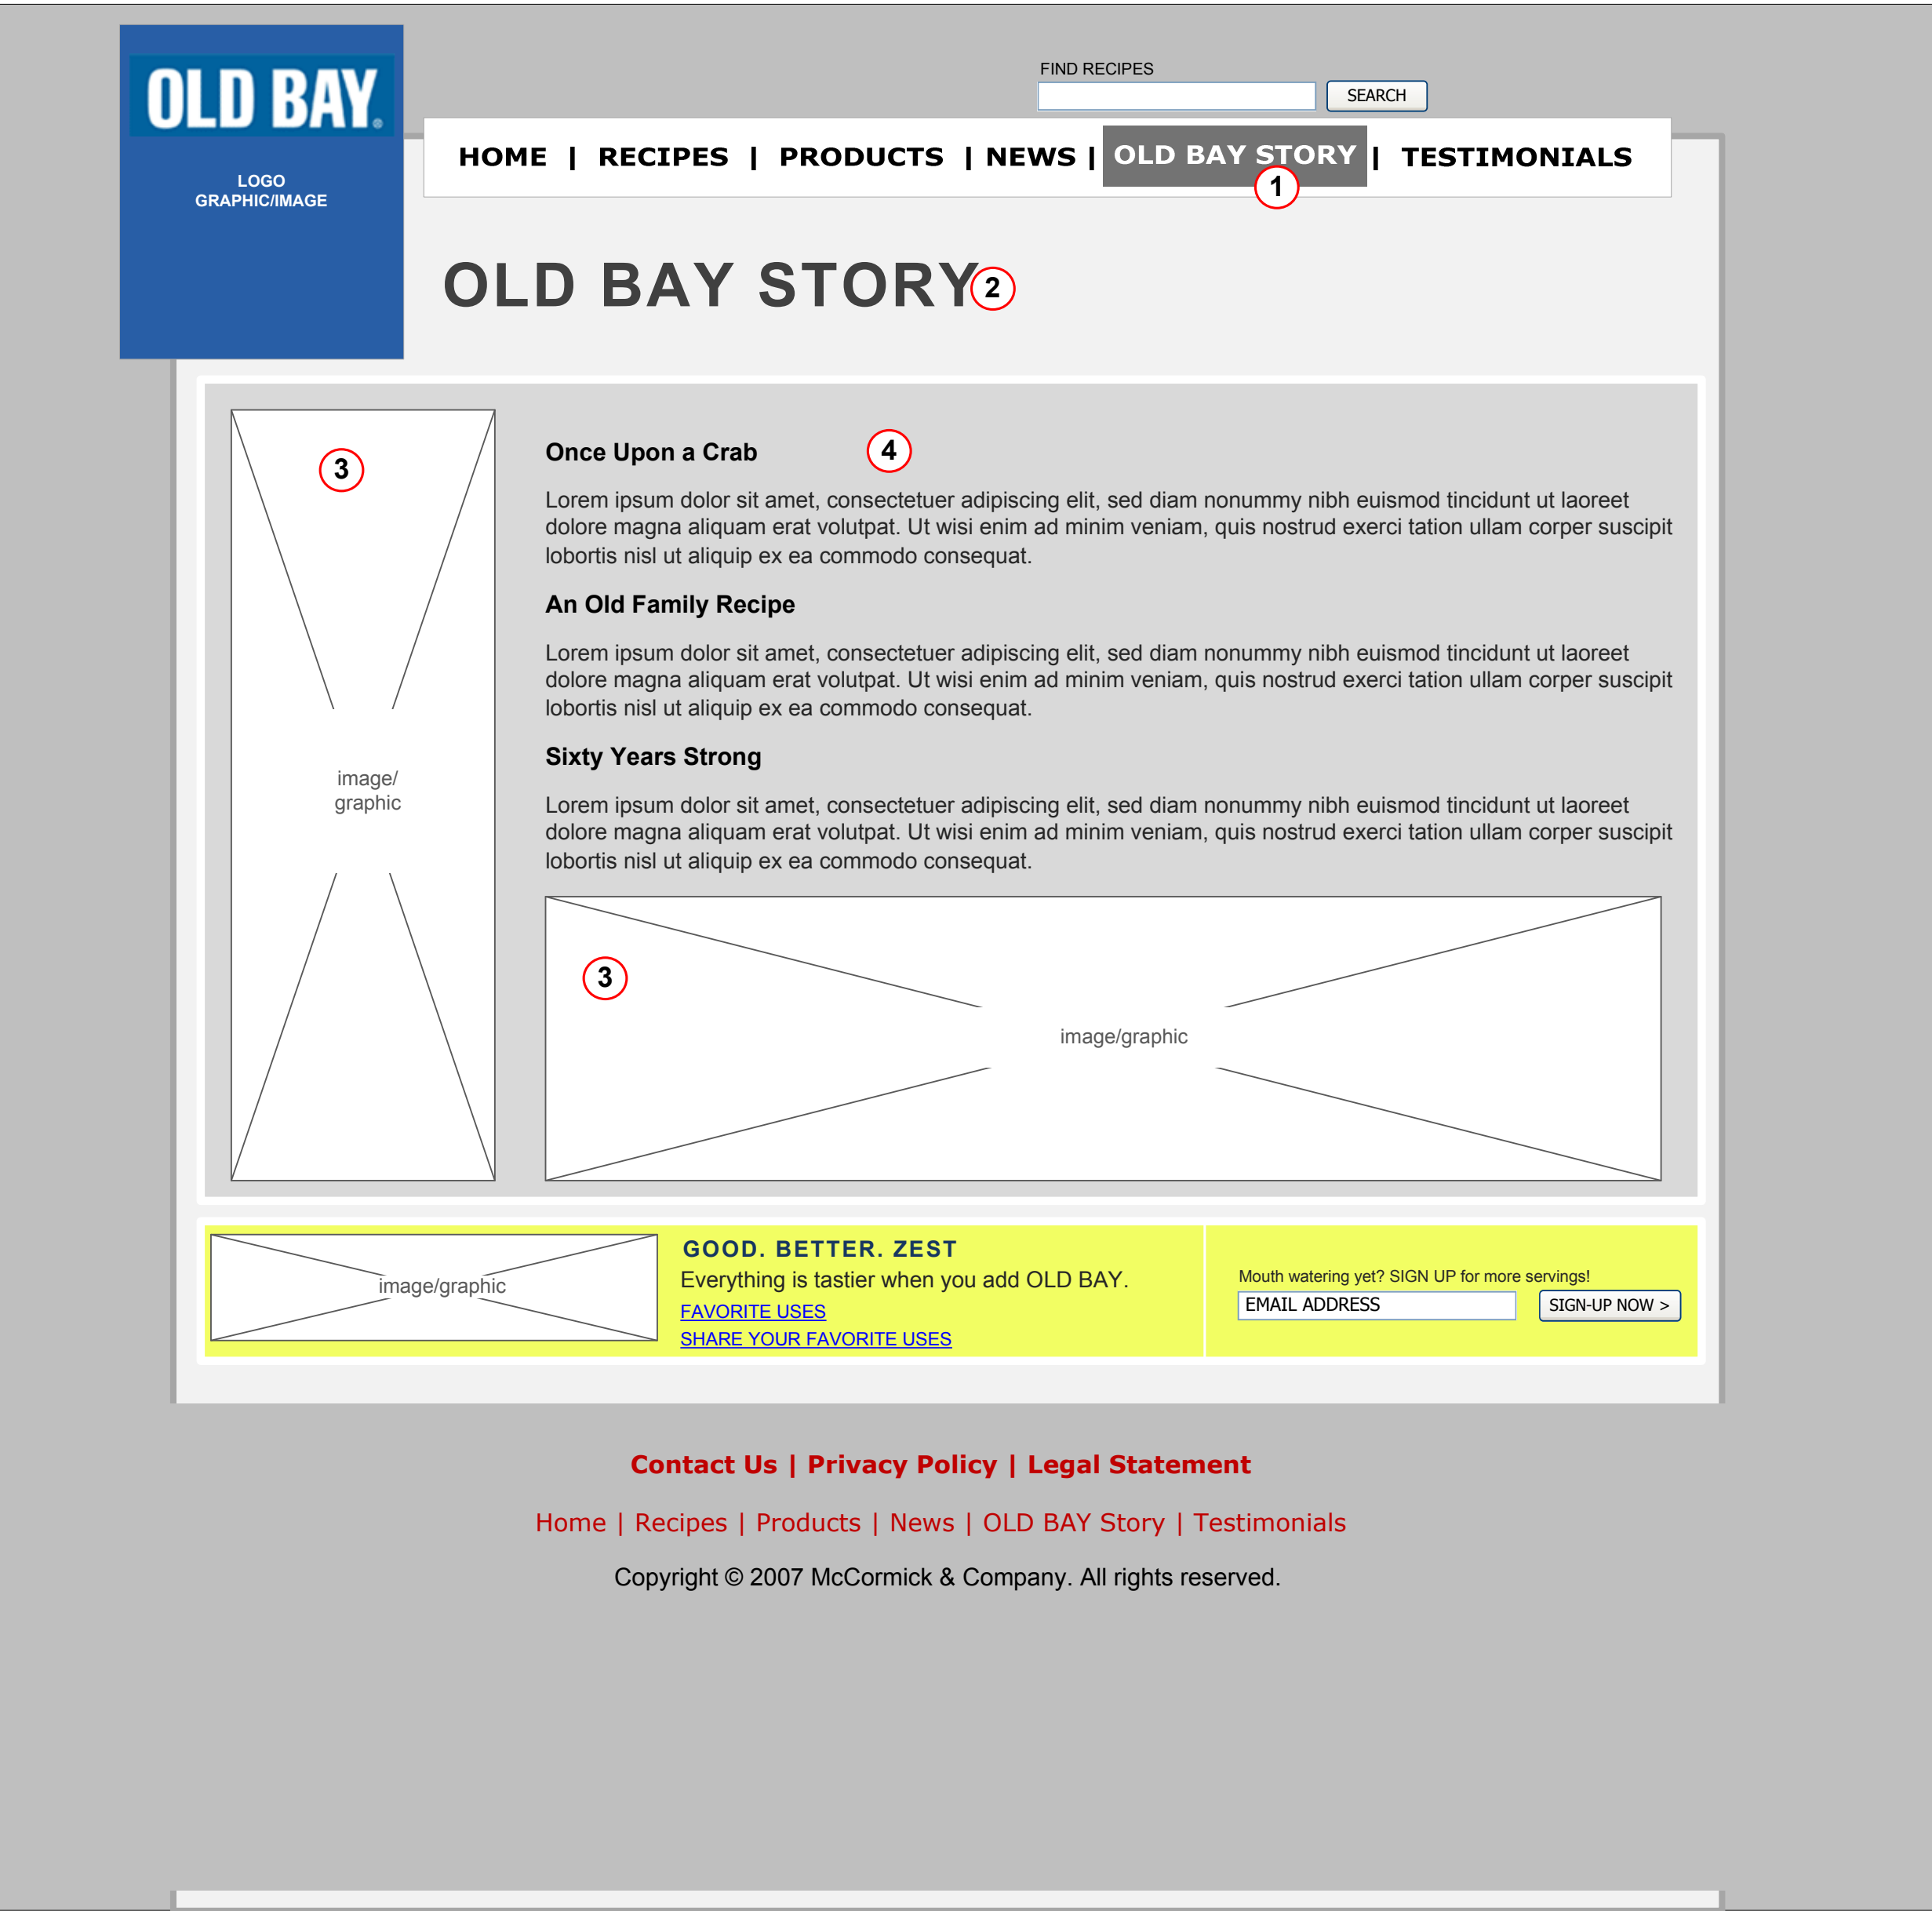 OLD BAY®
LOGO
GRAPHIC/IMAGE
FIND RECIPES
SEARCH
HOME | RECIPES | PRODUCTS | NEWS | OLD BAY STORY | TESTIMONIALS
1
OLD BAY STORY
2
3
image/
graphic
Once Upon a Crab
4
Lorem ipsum dolor sit amet, consectetuer adipiscing elit, sed diam nonummy nibh euismod tincidunt ut laoreet
dolore magna aliquam erat volutpat. Ut wisi enim ad minim veniam, quis nostrud exerci tation ullam corper suscipit
lobortis nisl ut aliquip ex ea commodo consequat.
An Old Family Recipe
Lorem ipsum dolor sit amet, consectetuer adipiscing elit, sed diam nonummy nibh euismod tincidunt ut laoreet
dolore magna aliquam erat volutpat. Ut wisi enim ad minim veniam, quis nostrud exerci tation ullam corper suscipit
lobortis nisl ut aliquip ex ea commodo consequat.
Sixty Years Strong
Lorem ipsum dolor sit amet, consectetuer adipiscing elit, sed diam nonummy nibh euismod tincidunt ut laoreet
dolore magna aliquam erat volutpat. Ut wisi enim ad minim veniam, quis nostrud exerci tation ullam corper suscipit
lobortis nisl ut aliquip ex ea commodo consequat.
3
image/graphic
image/graphic
GOOD. BETTER. ZEST
Everything is tastier when you add OLD BAY.
FAVORITE USES
SHARE YOUR FAVORITE USES
Mouth watering yet? SIGN UP for more servings!
EMAIL ADDRESS
SIGN-UP NOW >
Contact Us | Privacy Policy | Legal Statement
Home | Recipes | Products | News | OLD BAY Story | Testimonials
Copyright © 2007 McCormick & Company. All rights reserved.